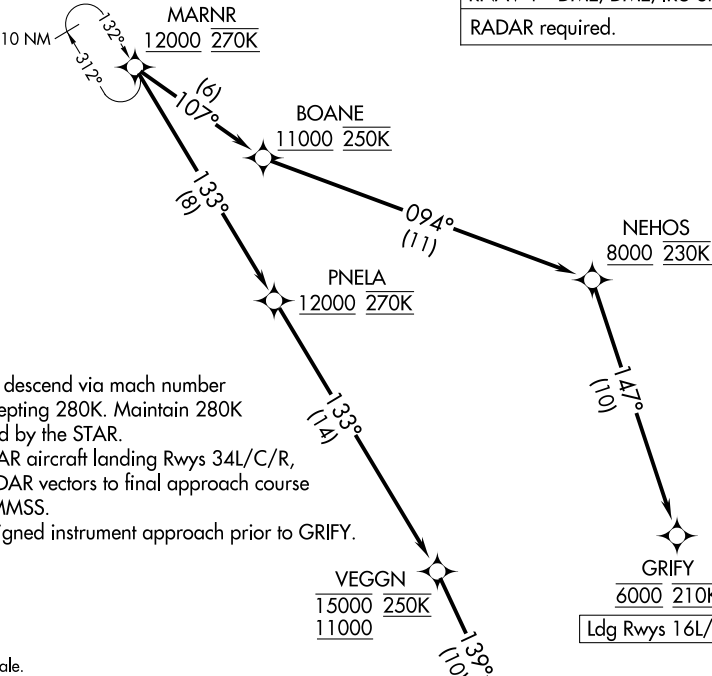 MARNR
12000 270K
10 NM
132°
312°
RADAR required.
(6)
107°
BOANE
11000 250K
133°
(8)
094°
(11)
NEHOS
8000 230K
PNELA
12000 270K
147°
(10)
133°
(14)
descend via mach number
epting 280K. Maintain 280K
d by the STAR.
AR aircraft landing Rwys 34L/C/R,
DAR vectors to final approach course
MMSS.
gned instrument approach prior to GRIFY.
GRIFY
6000 210K
Ldg Rwys 16L/
VEGGN
15000 250K
11000
139°
(10)
ale.